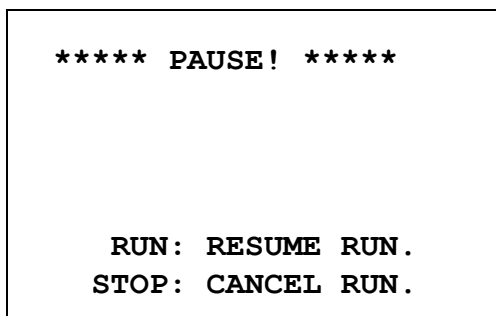 ***** PAUSE! *****
RUN: RESUME RUN.
STOP: CANCEL RUN.